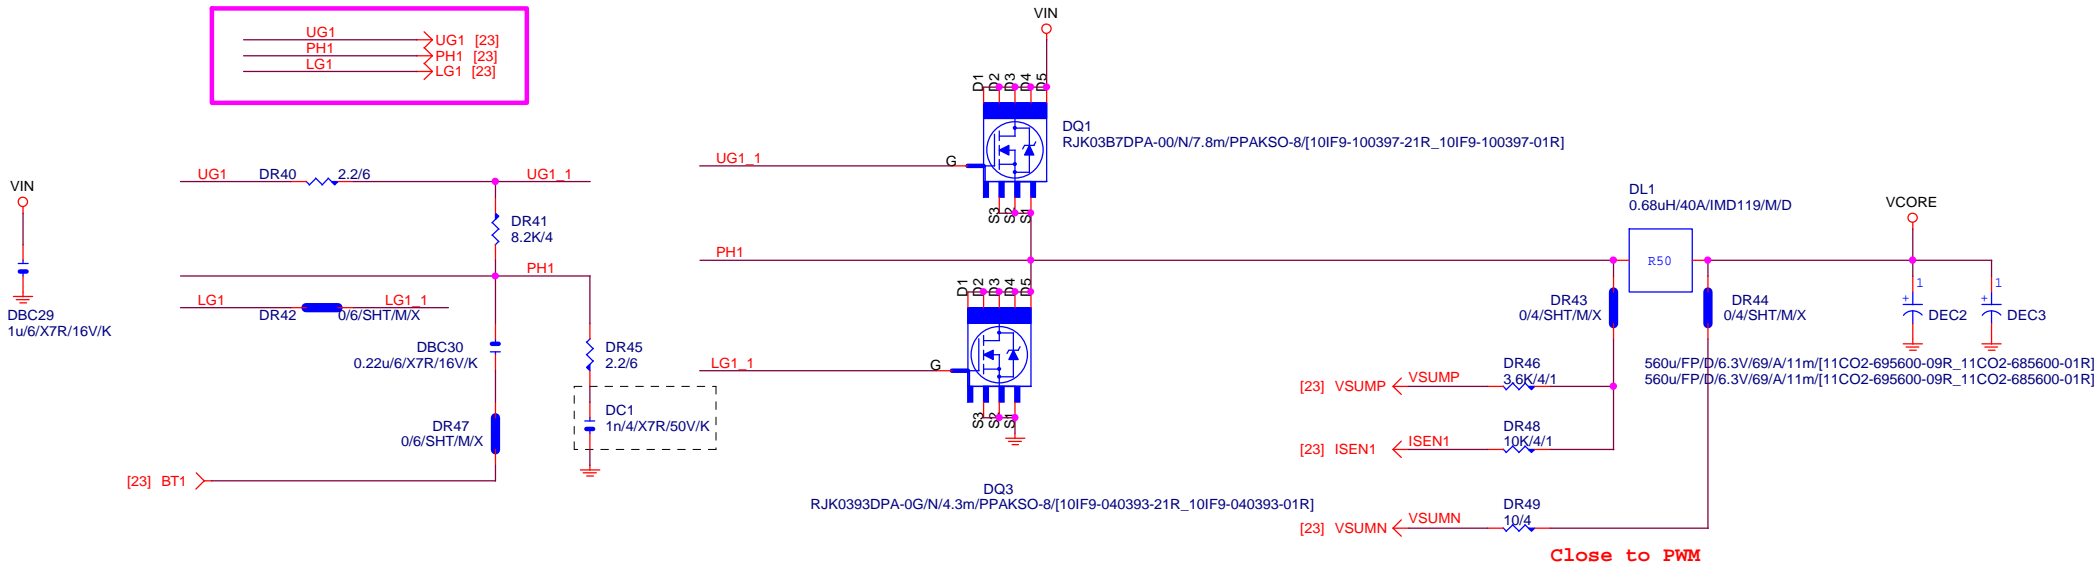 UG1 UG1 [23]
PH1 PH1 [23]
LG1 LG1 [23]
VIN
D1 D2 D3 D4 D5
DQ1
RJK03B7DPA-00/N/7.8m/PPAKSO-8/[10IF9-100397-21R_10IF9-100397-01R]
UG1_1 G
S3 S2 S1
VIN
DBC29
1u/6/X7R/16V/K
UG1 DR40 2.2/6 UG1_1
DR41
8.2K/4
PH1
LG1 DR42 0/6/SHT/M/X LG1_1
DBC30
0.22u/6/X7R/16V/K
DR45
2.2/6
DC1
1n/4/X7R/50V/K
DR47
0/6/SHT/M/X
[23] BT1
PH1
D1 D2 D3 D4 D5
LG1_1 G
S3 S2 S1
DQ3
RJK0393DPA-0G/N/4.3m/PPAKSO-8/[10IF9-040393-21R_10IF9-040393-01R]
DL1
0.68uH/40A/IMD119/M/D
R50
VCORE
DR43
0/4/SHT/M/X
DR44
0/4/SHT/M/X
+ 1
DEC2
+ 1
DEC3
560u/FP/D/6.3V/69/A/11m/[11CO2-695600-09R_11CO2-685600-01R]
560u/FP/D/6.3V/69/A/11m/[11CO2-695600-09R_11CO2-685600-01R]
[23] VSUMP VSUMP DR46
3.6K/4/1
[23] ISEN1 ISEN1 DR48
10K/4/1
[23] VSUMN VSUMN DR49
10/4
Close to PWM